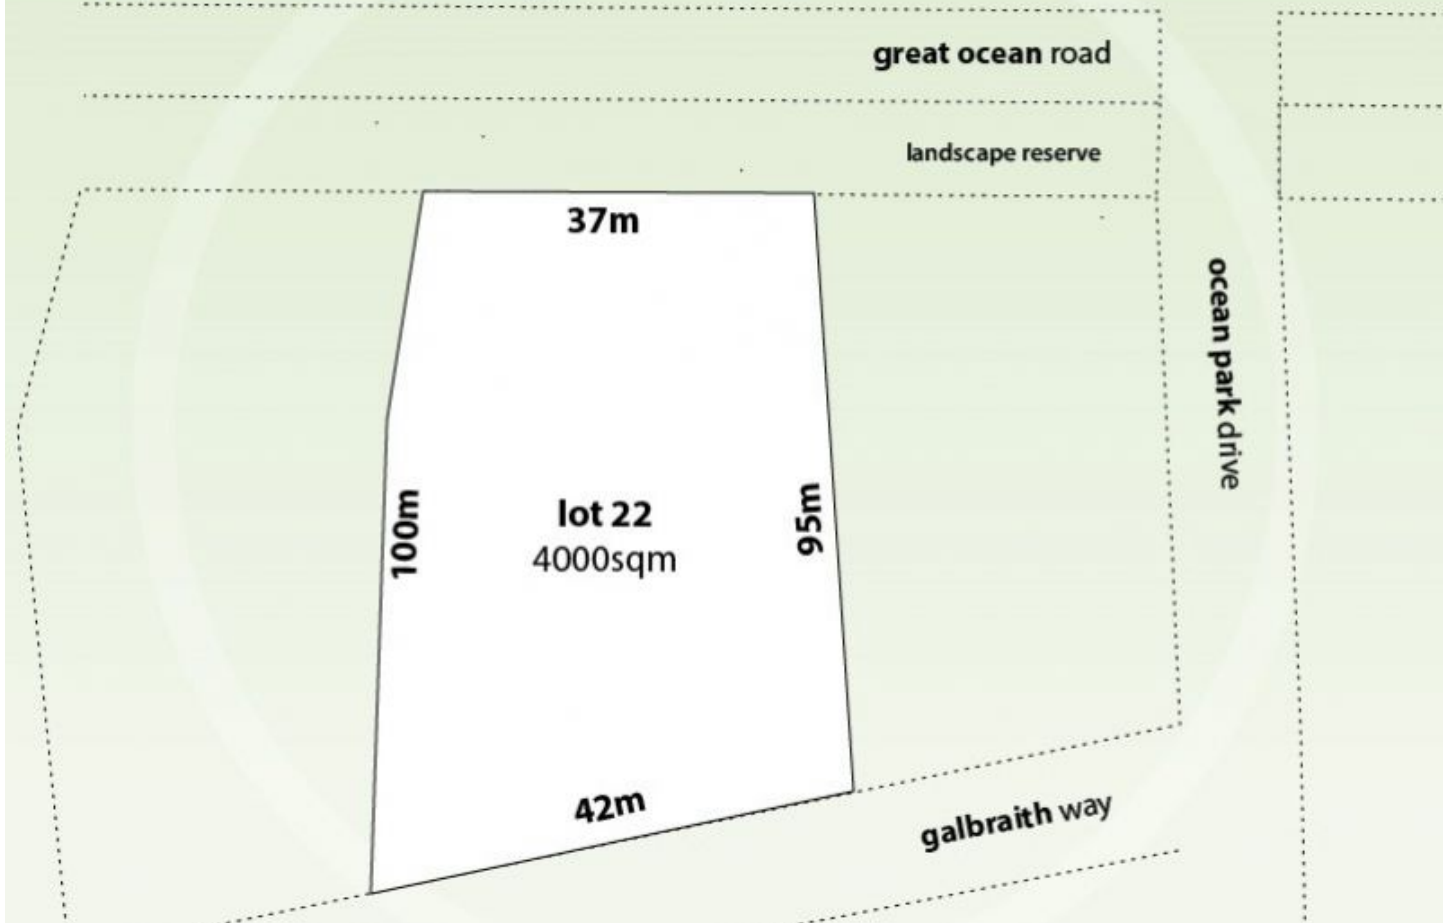 great ocean road
landscape reserve
37m
ocean park drive
100m
lot 22
4000sqm
95m
42m
galbraith way